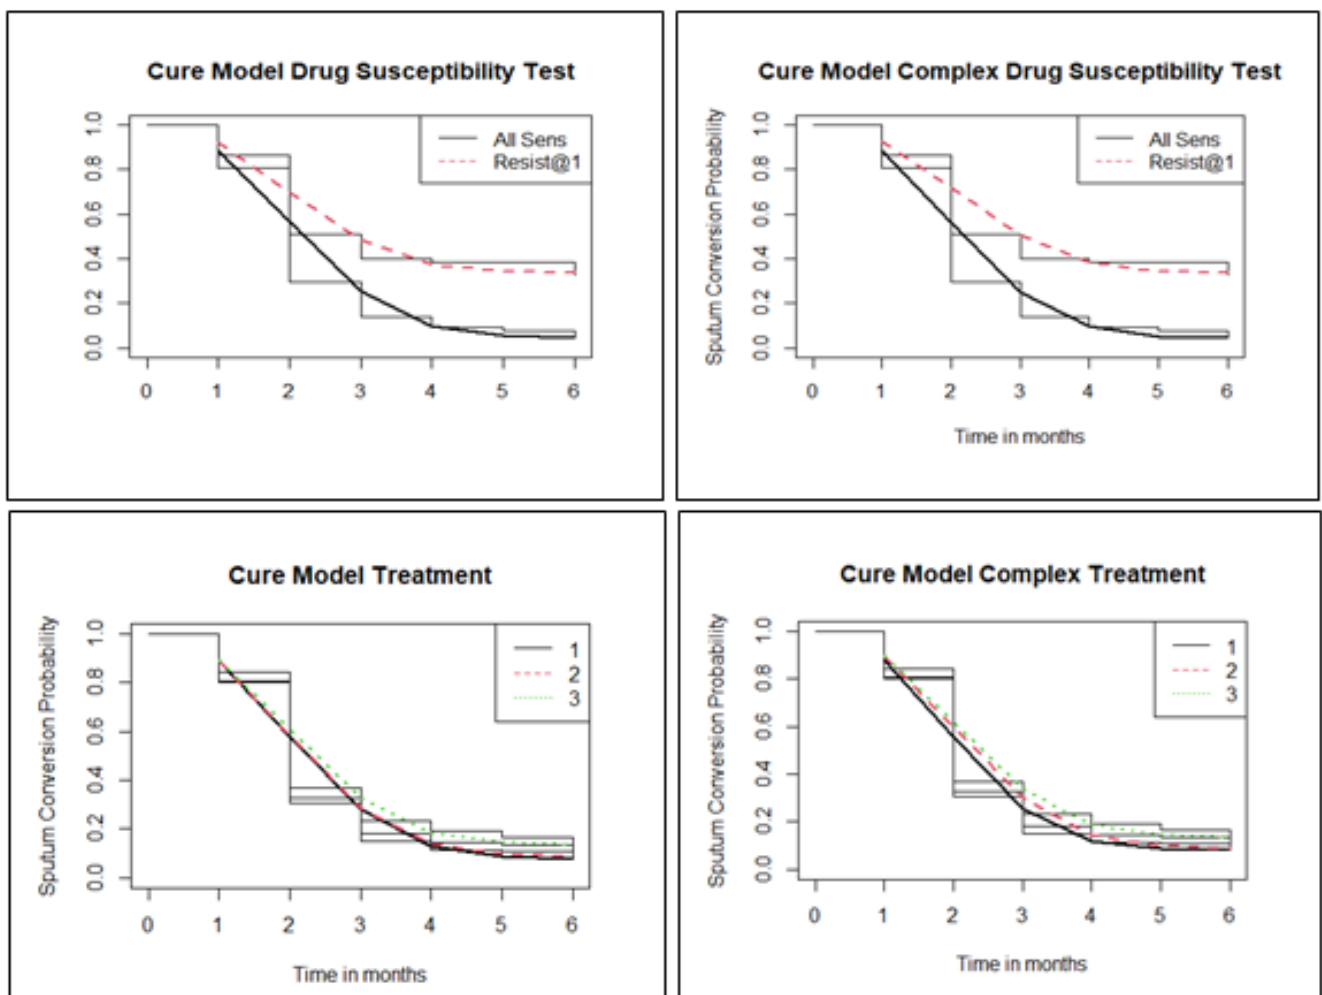 Cure Model Drug Susceptibility Test
1.0
0.8
0.6
0.4
0.2
0.0
All Sens
Resist@1
0 1 2 3 4 5 6
Cure Model Complex Drug Susceptibility Test
Sputum Conversion Probability
1.0
0.8
0.6
0.4
0.2
0.0
All Sens
Resist@1
0 1 2 3 4 5 6
Time in months
Cure Model Treatment
Sputum Conversion Probability
1.0
0.8
0.6
0.4
0.2
0.0
1
2
3
0 1 2 3 4 5 6
Time in months
Cure Model Complex Treatment
Sputum Conversion Probability
1.0
0.8
0.6
0.4
0.2
0.0
1
2
3
0 1 2 3 4 5 6
Time in months